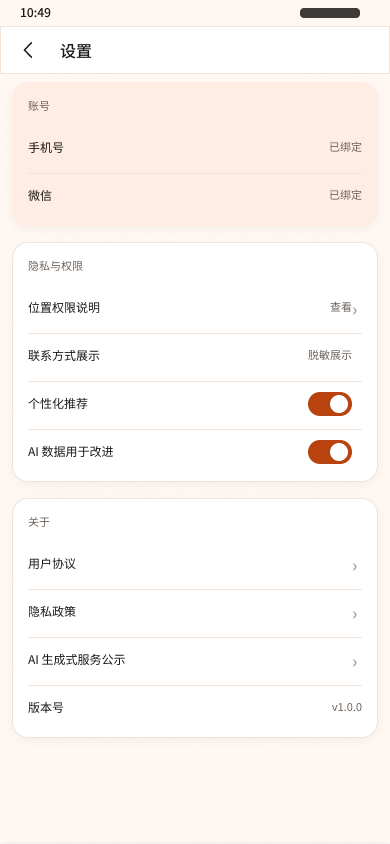 10:49
设置
账号
手机号 已绑定
微信 已绑定
隐私与权限
位置权限说明 查看
联系方式展示 脱敏展示
个性化推荐
AI 数据用于改进
关于
用户协议
隐私政策
AI 生成式服务公示
版本号 v1.0.0